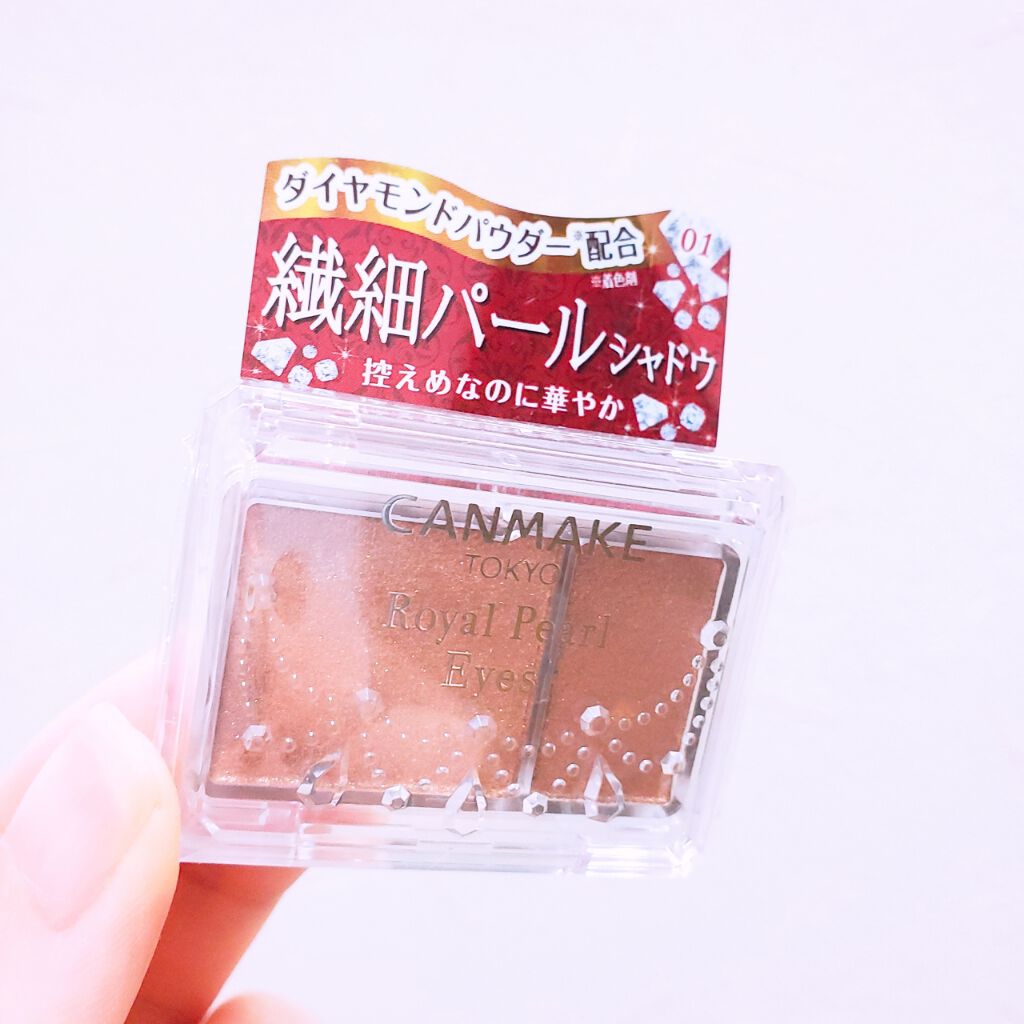 ダイヤモンドパウダー※配合
※着色剤
01
繊細パールシャドウ
控えめなのに華やか
CANMAKE
TOKYO
Royal Pearl
Eyes